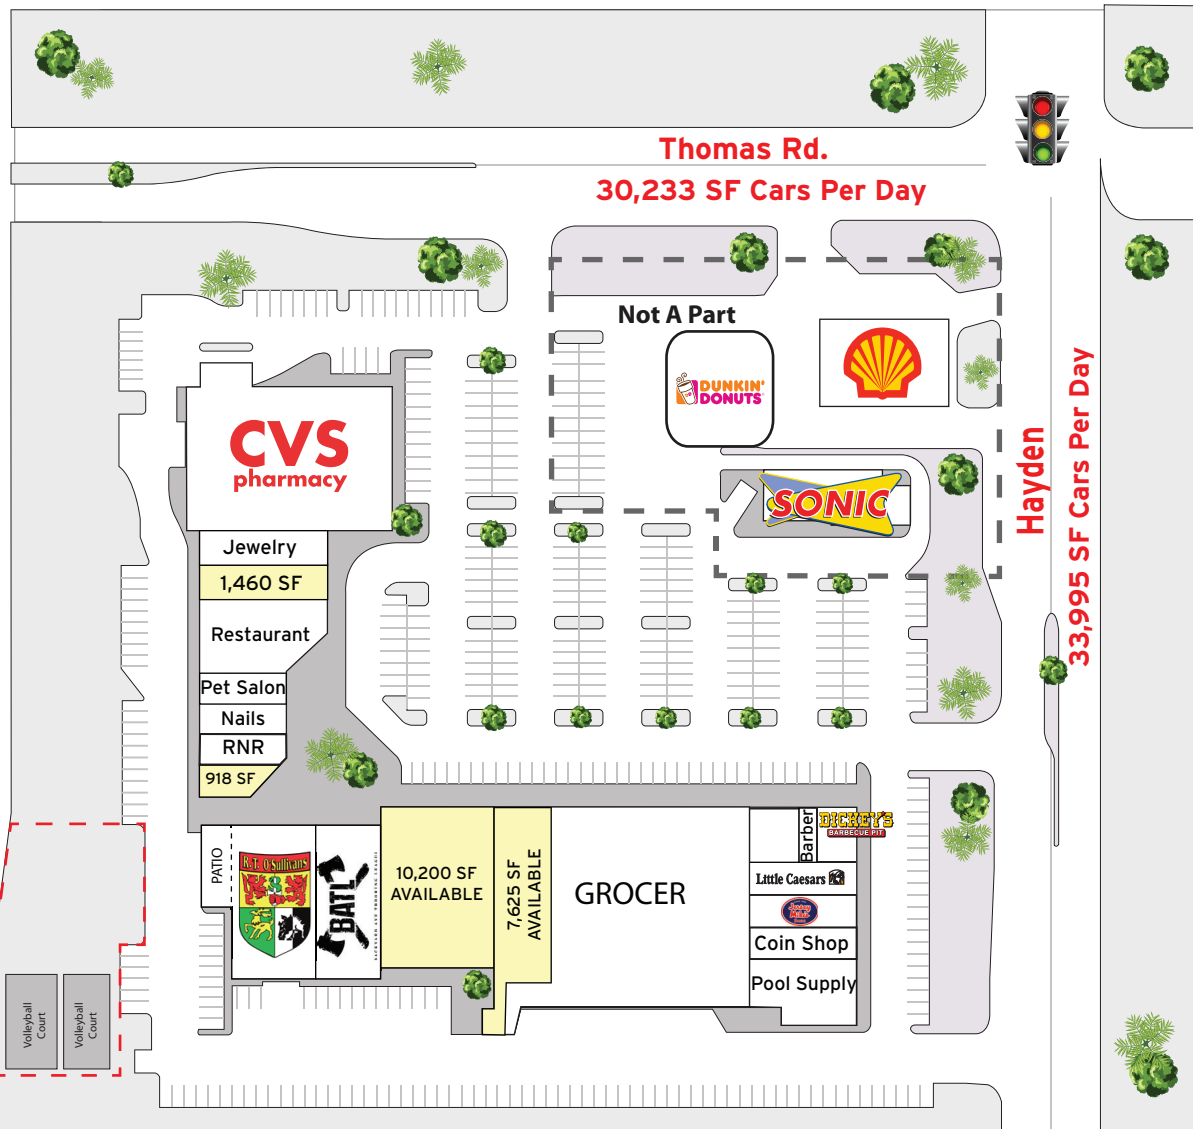 Thomas Rd.
30,233 SF Cars Per Day
Not A Part
DUNKIN'
DONUTS
CVS
pharmacy
SONIC
Hayden
33,995 SF Cars Per Day
Jewelry
1,460 SF
Restaurant
Pet Salon
Nails
RNR
918 SF
PATIO
R.T. O'Sullivans
BATL
10,200 SF
AVAILABLE
7,625 SF
AVAILABLE
GROCER
Barber
DICKEY'S
BARBECUE PIT
Little Caesars
Jersey
Mike's
Coin Shop
Pool Supply
Volleyball
Court
Volleyball
Court